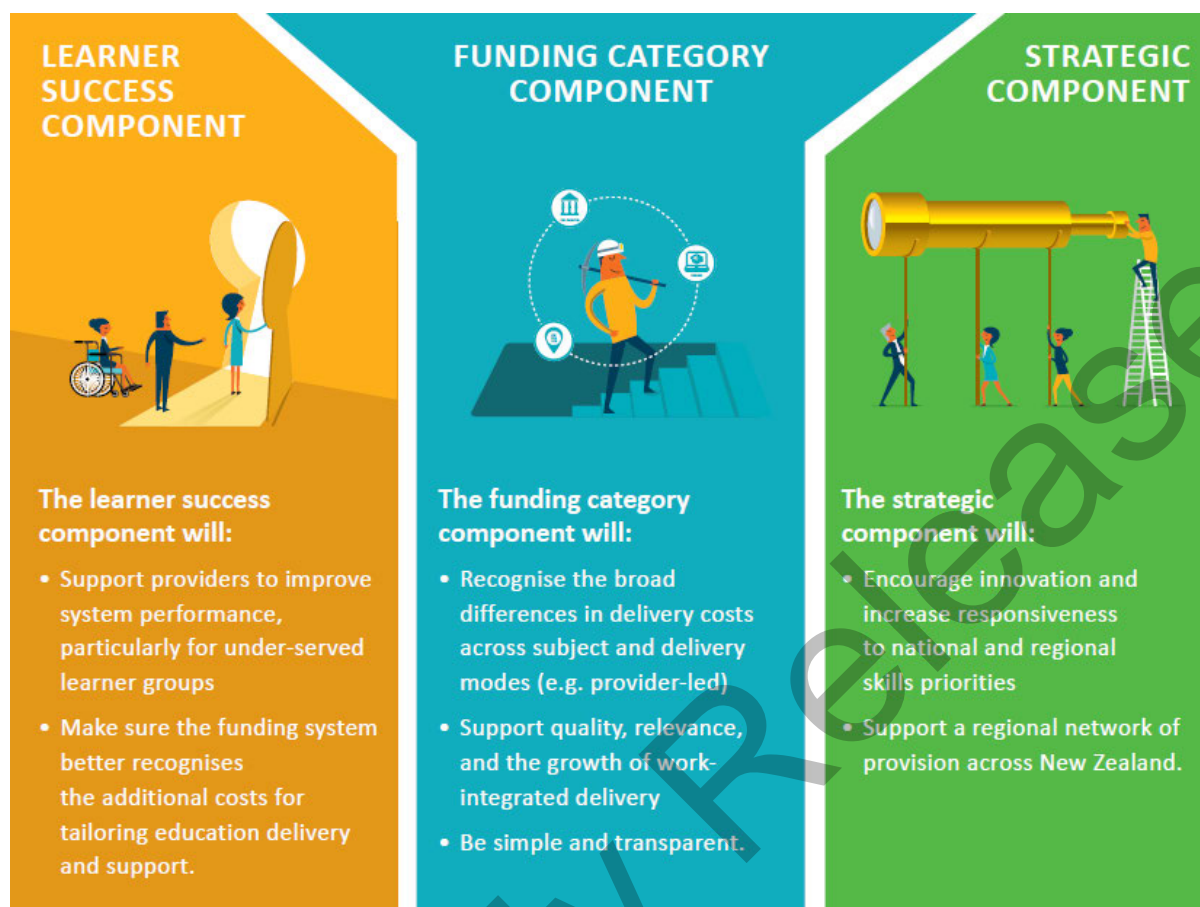 LEARNER
SUCCESS
COMPONENT
FUNDING CATEGORY
COMPONENT
STRATEGIC
COMPONENT
The learner success
component will:
• Support providers to improve
system performance,
particularly for under-served
learner groups
• Make sure the funding system
better recognises
the additional costs for
tailoring education delivery
and support.
The funding category
component will:
• Recognise the broad
differences in delivery costs
across subject and delivery
modes (e.g. provider-led)
• Support quality, relevance,
and the growth of work-
integrated delivery
• Be simple and transparent.
The strategic
component will:
• Encourage innovation and
increase responsiveness
to national and regional
skills priorities
• Support a regional network of
provision across New Zealand.
y Release